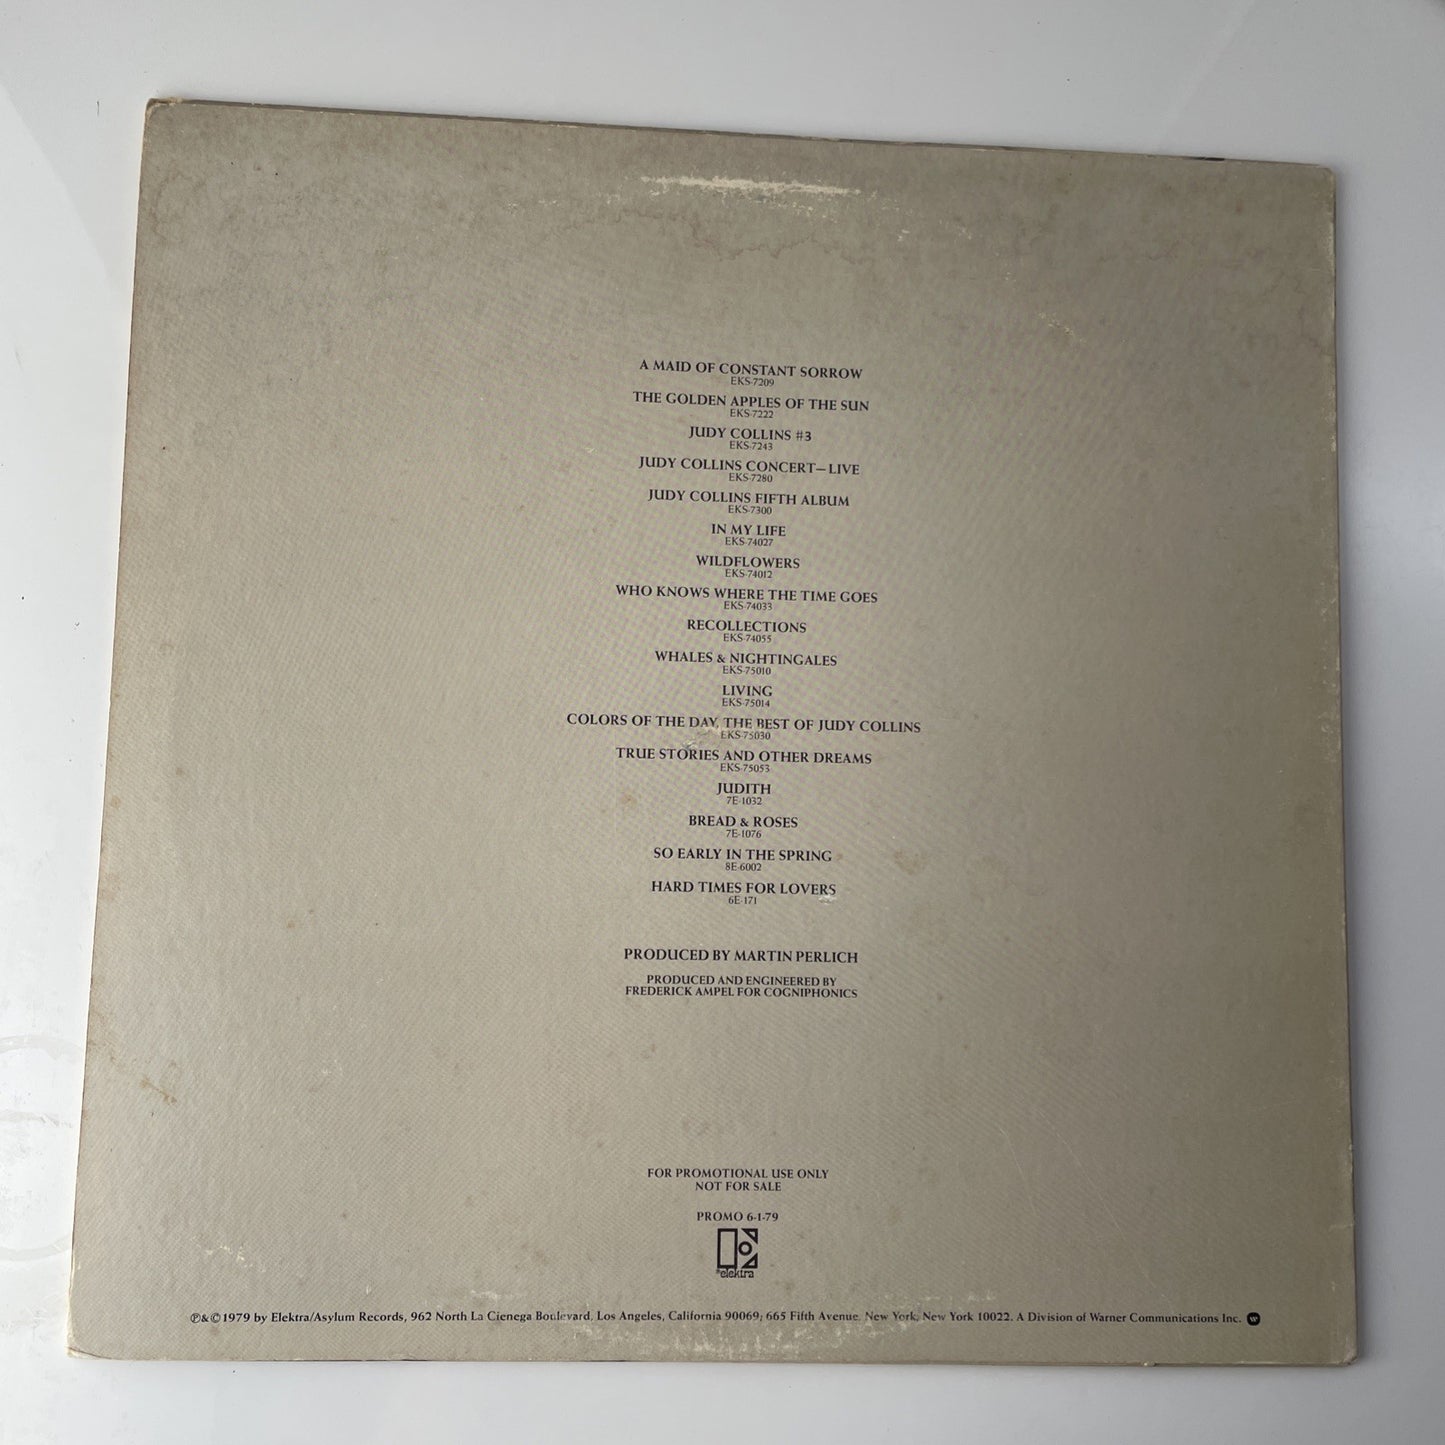 A MAID OF CONSTANT SORROW
EKS-7209
THE GOLDEN APPLES OF THE SUN
EKS-7222
JUDY COLLINS #3
EKS-7243
JUDY COLLINS CONCERT—LIVE
EKS-7280
JUDY COLLINS FIFTH ALBUM
EKS-7300
IN MY LIFE
EKS-74027
WILDFLOWERS
EKS-74012
WHO KNOWS WHERE THE TIME GOES
EKS-74033
RECOLLECTIONS
EKS-74055
WHALES & NIGHTINGALES
EKS-75010
LIVING
EKS-75014
COLORS OF THE DAY, THE BEST OF JUDY COLLINS
EKS-75030
TRUE STORIES AND OTHER DREAMS
EKS-75053
JUDITH
7E-1032
BREAD & ROSES
7E-1076
SO EARLY IN THE SPRING
8E-6002
HARD TIMES FOR LOVERS
6E-171
PRODUCED BY MARTIN PERLICH
PRODUCED AND ENGINEERED BY
FREDERICK AMPEL FOR COGNIPHONICS
FOR PROMOTIONAL USE ONLY
NOT FOR SALE
PROMO 6-1-79
elektra
℗&©1979 by Elektra/Asylum Records, 962 North La Cienega Boulevard, Los Angeles, California 90069; 665 Fifth Avenue, New York, New York 10022. A Division of Warner Communications Inc.